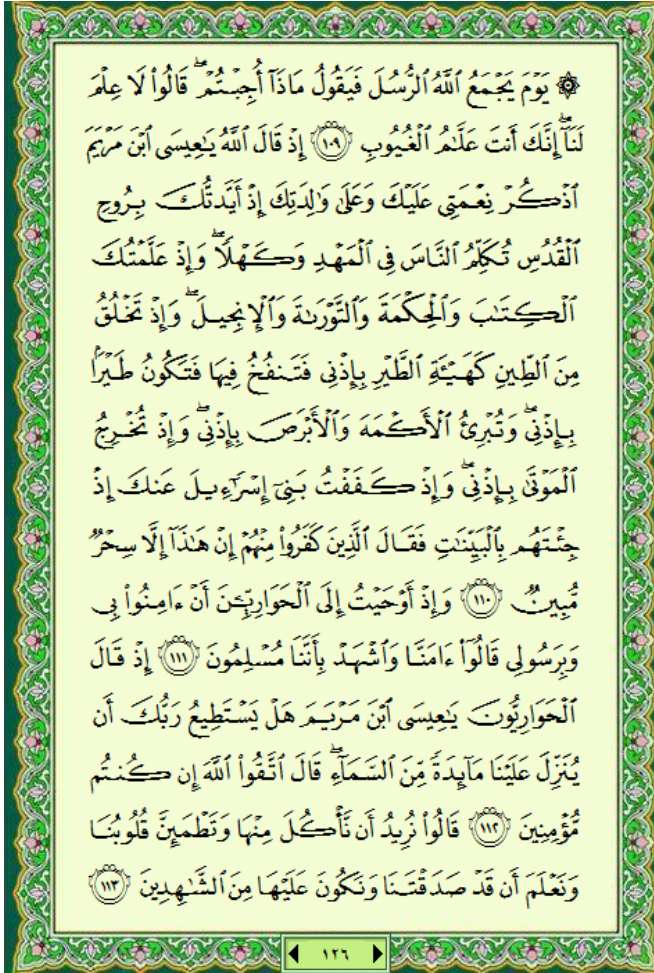 ۞ يَوْمَ يَجْمَعُ ٱللَّهُ ٱلرُّسُلَ فَيَقُولُ مَاذَآ أُجِبْتُمْ ۖ قَالُوا۟ لَا عِلْمَ
لَنَآ ۖ إِنَّكَ أَنتَ عَلَّٰمُ ٱلْغُيُوبِ ١٠٩ إِذْ قَالَ ٱللَّهُ يَٰعِيسَى ٱبْنَ مَرْيَمَ
ٱذْكُرْ نِعْمَتِى عَلَيْكَ وَعَلَىٰ وَٰلِدَتِكَ إِذْ أَيَّدتُّكَ بِرُوحِ
ٱلْقُدُسِ تُكَلِّمُ ٱلنَّاسَ فِى ٱلْمَهْدِ وَكَهْلًا ۖ وَإِذْ عَلَّمْتُكَ
ٱلْكِتَٰبَ وَٱلْحِكْمَةَ وَٱلتَّوْرَىٰةَ وَٱلْإِنجِيلَ ۖ وَإِذْ تَخْلُقُ
مِنَ ٱلطِّينِ كَهَيْـَٔةِ ٱلطَّيْرِ بِإِذْنِى فَتَنفُخُ فِيهَا فَتَكُونُ طَيْرًۢا
بِإِذْنِى ۖ وَتُبْرِئُ ٱلْأَكْمَهَ وَٱلْأَبْرَصَ بِإِذْنِى ۖ وَإِذْ تُخْرِجُ
ٱلْمَوْتَىٰ بِإِذْنِى ۖ وَإِذْ كَفَفْتُ بَنِىٓ إِسْرَٰٓءِيلَ عَنكَ إِذْ
جِئْتَهُم بِٱلْبَيِّنَٰتِ فَقَالَ ٱلَّذِينَ كَفَرُوا۟ مِنْهُمْ إِنْ هَٰذَآ إِلَّا سِحْرٌ
مُّبِينٌ ١١٠ وَإِذْ أَوْحَيْتُ إِلَى ٱلْحَوَارِيِّـۧنَ أَنْ ءَامِنُوا۟ بِى
وَبِرَسُولِى قَالُوٓا۟ ءَامَنَّا وَٱشْهَدْ بِأَنَّنَا مُسْلِمُونَ ١١١ إِذْ قَالَ
ٱلْحَوَارِيُّونَ يَٰعِيسَى ٱبْنَ مَرْيَمَ هَلْ يَسْتَطِيعُ رَبُّكَ أَن
يُنَزِّلَ عَلَيْنَا مَآئِدَةً مِّنَ ٱلسَّمَآءِ ۖ قَالَ ٱتَّقُوا۟ ٱللَّهَ إِن كُنتُم
مُّؤْمِنِينَ ١١٢ قَالُوا۟ نُرِيدُ أَن نَّأْكُلَ مِنْهَا وَتَطْمَئِنَّ قُلُوبُنَا
وَنَعْلَمَ أَن قَدْ صَدَقْتَنَا وَنَكُونَ عَلَيْهَا مِنَ ٱلشَّٰهِدِينَ ١١٣
١٢٦